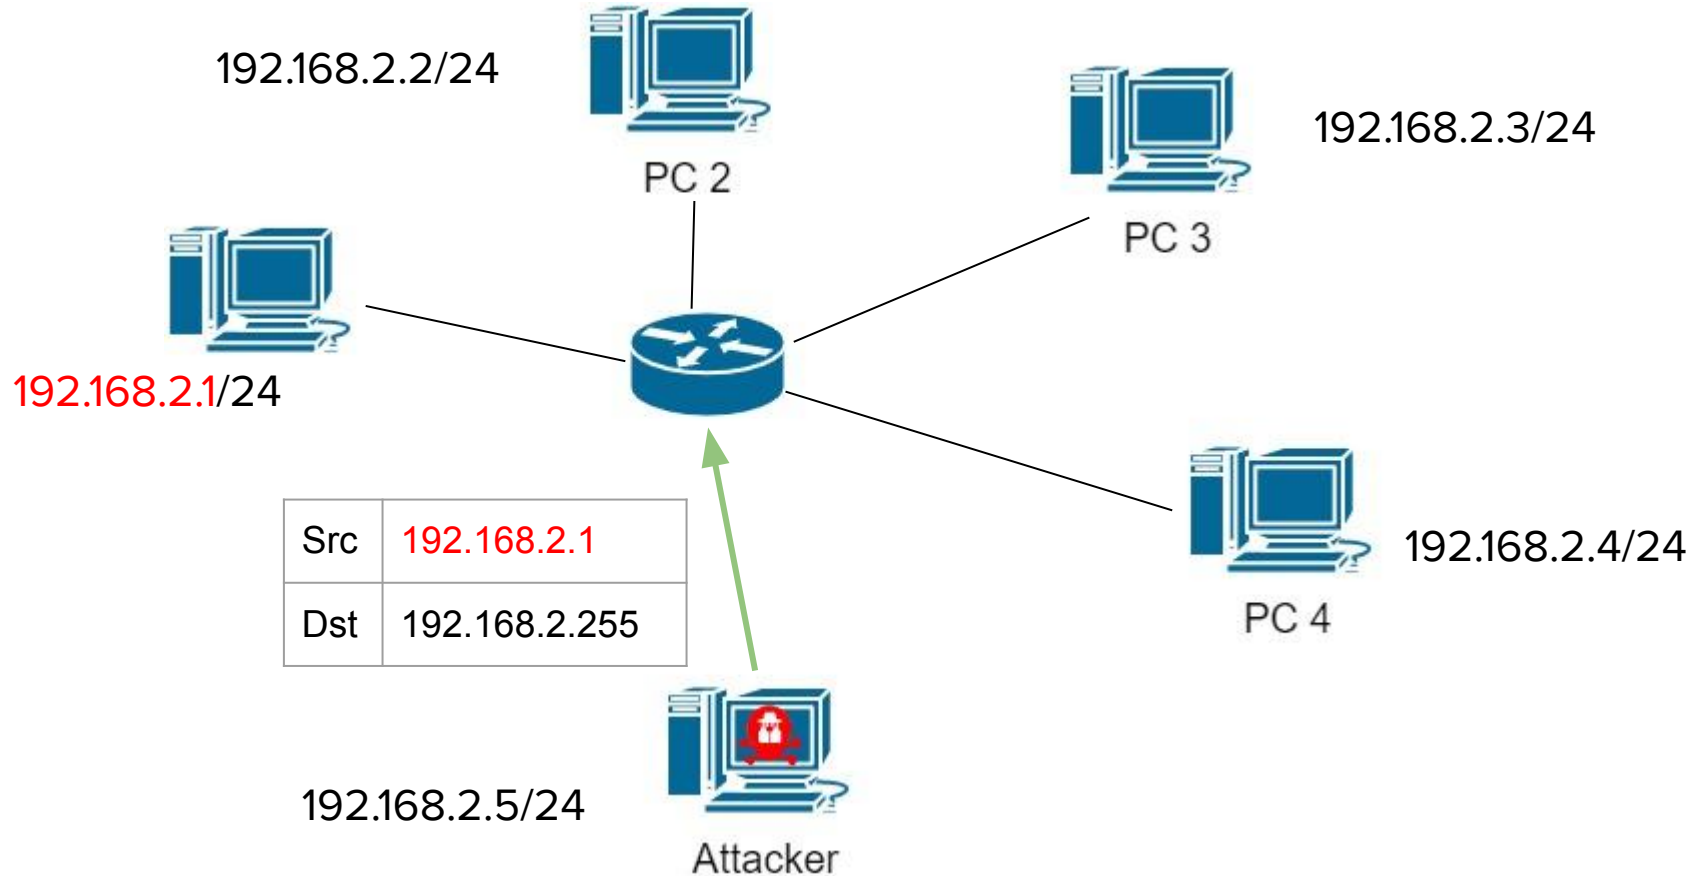 192.168.2.2/24
PC 2
192.168.2.3/24
PC 3
192.168.2.1/24
Src 192.168.2.1
Dst 192.168.2.255
192.168.2.4/24
PC 4
192.168.2.5/24
Attacker